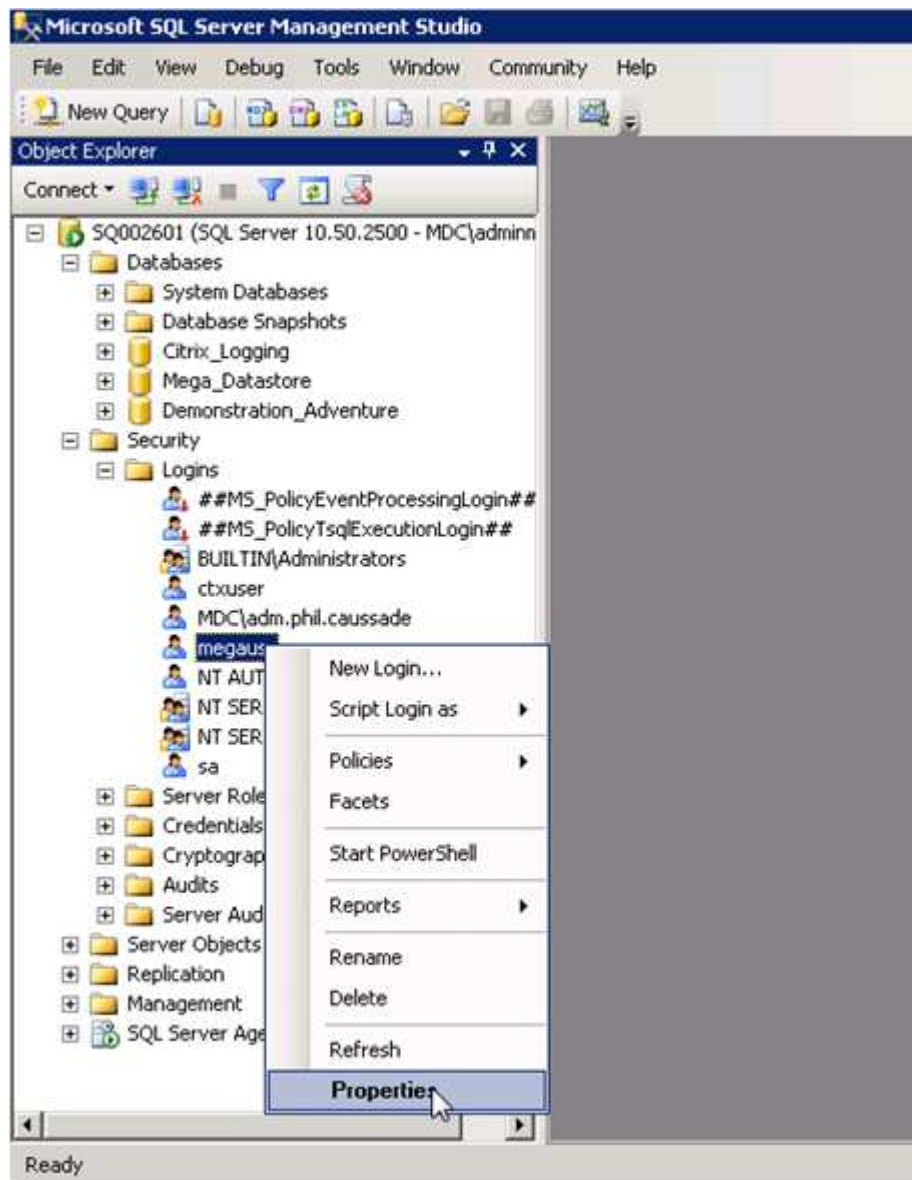 Microsoft SQL Server Management Studio
File Edit View Debug Tools Window Community Help
New Query
Object Explorer
Connect
SQ002601 (SQL Server 10.50.2500 - MDC\adminn
Databases
System Databases
Database Snapshots
Citrix_Logging
Mega_Datastore
Demonstration_Adventure
Security
Logins
##MS_PolicyEventProcessingLogin##
##MS_PolicyTsqlExecutionLogin##
BUILTIN\Administrators
ctxuser
MDC\adm.phil.caussade
megaus
NT AUT
NT SER
NT SER
sa
Server Role
Credentials
Cryptograp
Audits
Server Aud
Server Objects
Replication
Management
SQL Server Age
New Login...
Script Login as
Policies
Facets
Start PowerShell
Reports
Rename
Delete
Refresh
Properties
Ready